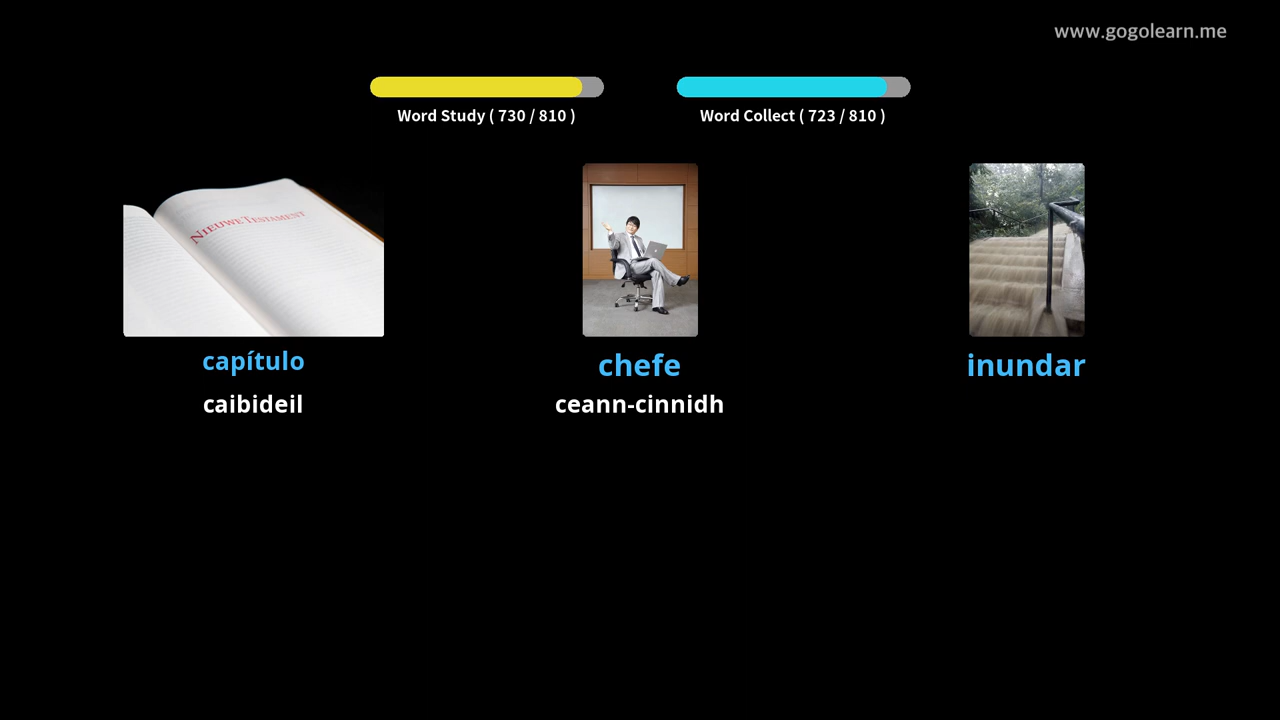 www.gogolearn.me
Word Study ( 730 / 810 )
Word Collect ( 723 / 810 )
NIEUWE TESTAMENT
capítulo
chefe
inundar
caibideil
ceann-cinnidh